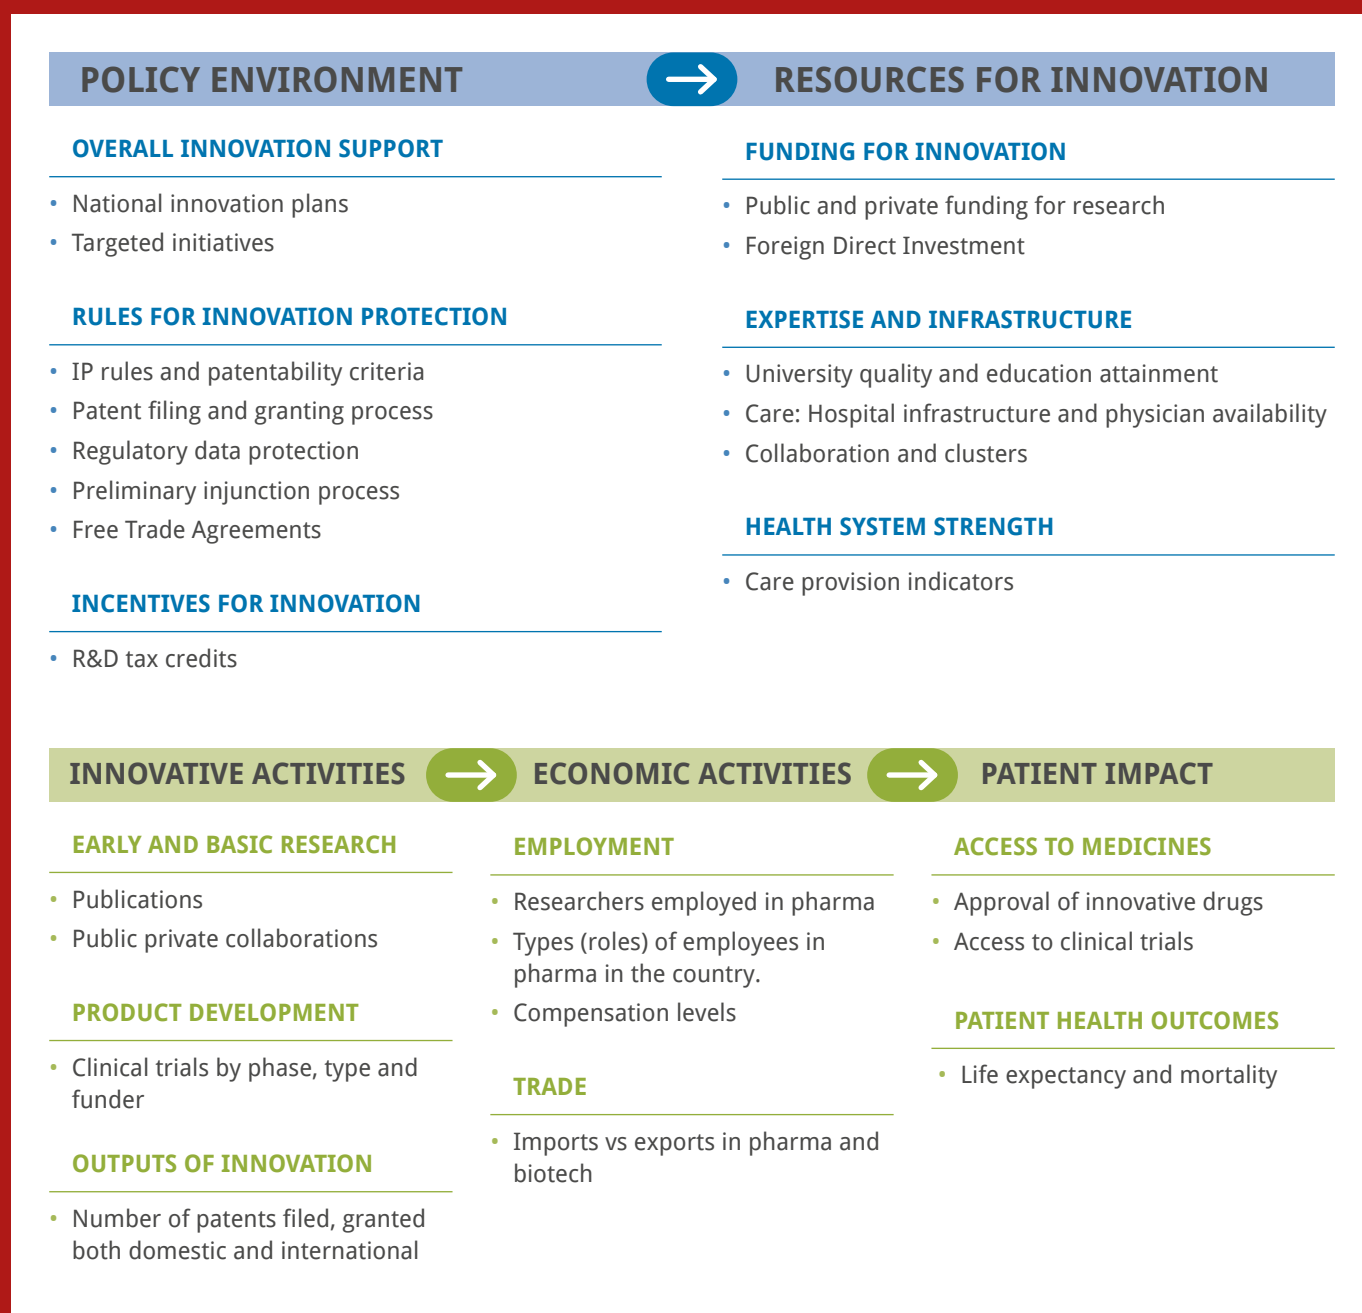 POLICY ENVIRONMENT
RESOURCES FOR INNOVATION
OVERALL INNOVATION SUPPORT
• National innovation plans
• Targeted initiatives
RULES FOR INNOVATION PROTECTION
• IP rules and patentability criteria
• Patent filing and granting process
• Regulatory data protection
• Preliminary injunction process
• Free Trade Agreements
INCENTIVES FOR INNOVATION
• R&D tax credits
FUNDING FOR INNOVATION
• Public and private funding for research
• Foreign Direct Investment
EXPERTISE AND INFRASTRUCTURE
• University quality and education attainment
• Care: Hospital infrastructure and physician availability
• Collaboration and clusters
HEALTH SYSTEM STRENGTH
• Care provision indicators
INNOVATIVE ACTIVITIES
ECONOMIC ACTIVITIES
PATIENT IMPACT
EARLY AND BASIC RESEARCH
• Publications
• Public private collaborations
PRODUCT DEVELOPMENT
• Clinical trials by phase, type and
funder
OUTPUTS OF INNOVATION
• Number of patents filed, granted
both domestic and international
EMPLOYMENT
• Researchers employed in pharma
• Types (roles) of employees in
pharma in the country.
• Compensation levels
TRADE
• Imports vs exports in pharma and
biotech
ACCESS TO MEDICINES
• Approval of innovative drugs
• Access to clinical trials
PATIENT HEALTH OUTCOMES
• Life expectancy and mortality